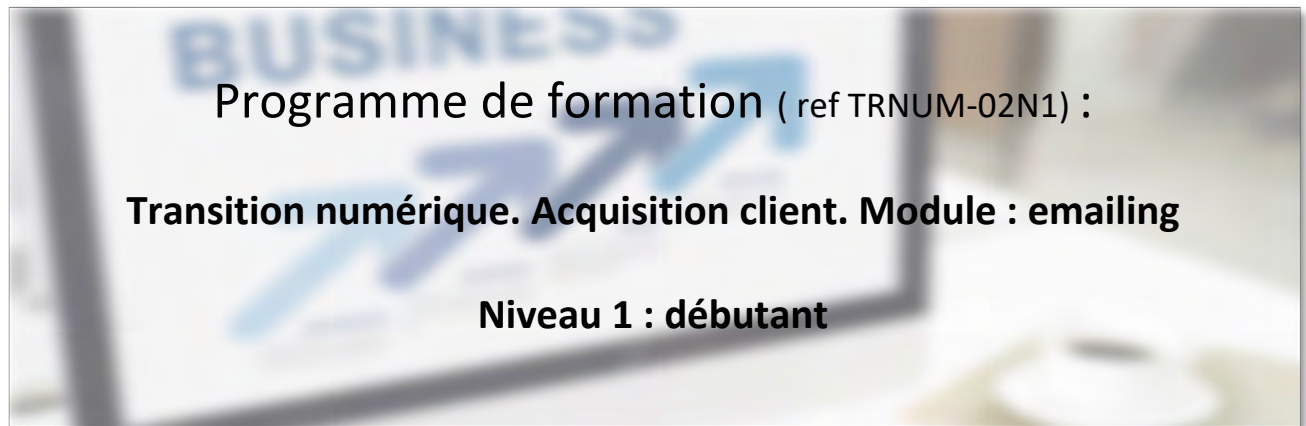 BUSINESS
Programme de formation ( ref TRNUM-02N1) :
Transition numérique. Acquisition client. Module : emailing
Niveau 1 : débutant